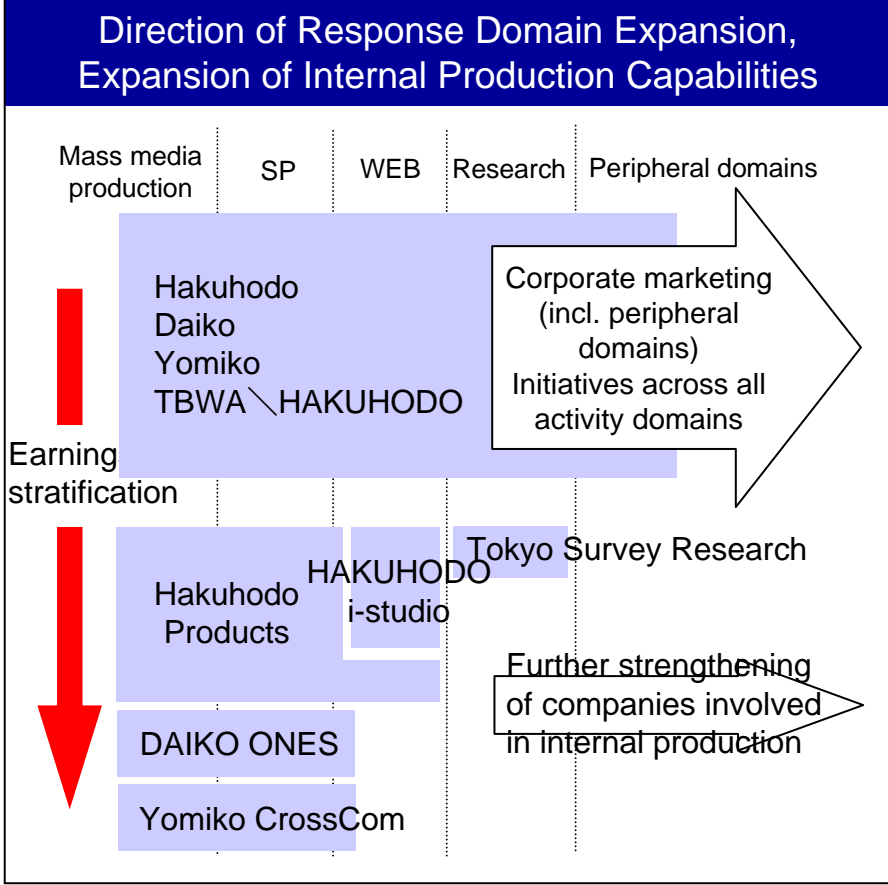 Direction of Response Domain Expansion,
Expansion of Internal Production Capabilities
Mass media
production
SP
WEB
Research
Peripheral domains
Hakuhodo
Daiko
Yomiko
TBWA＼HAKUHODO
Corporate marketing
(incl. peripheral
domains)
Initiatives across all
activity domains
Earning
stratification
Hakuhodo
Products
HAKUHODO
i-studio
Tokyo Survey Research
Further strengthening
of companies involved
in internal production
DAIKO ONES
Yomiko CrossCom